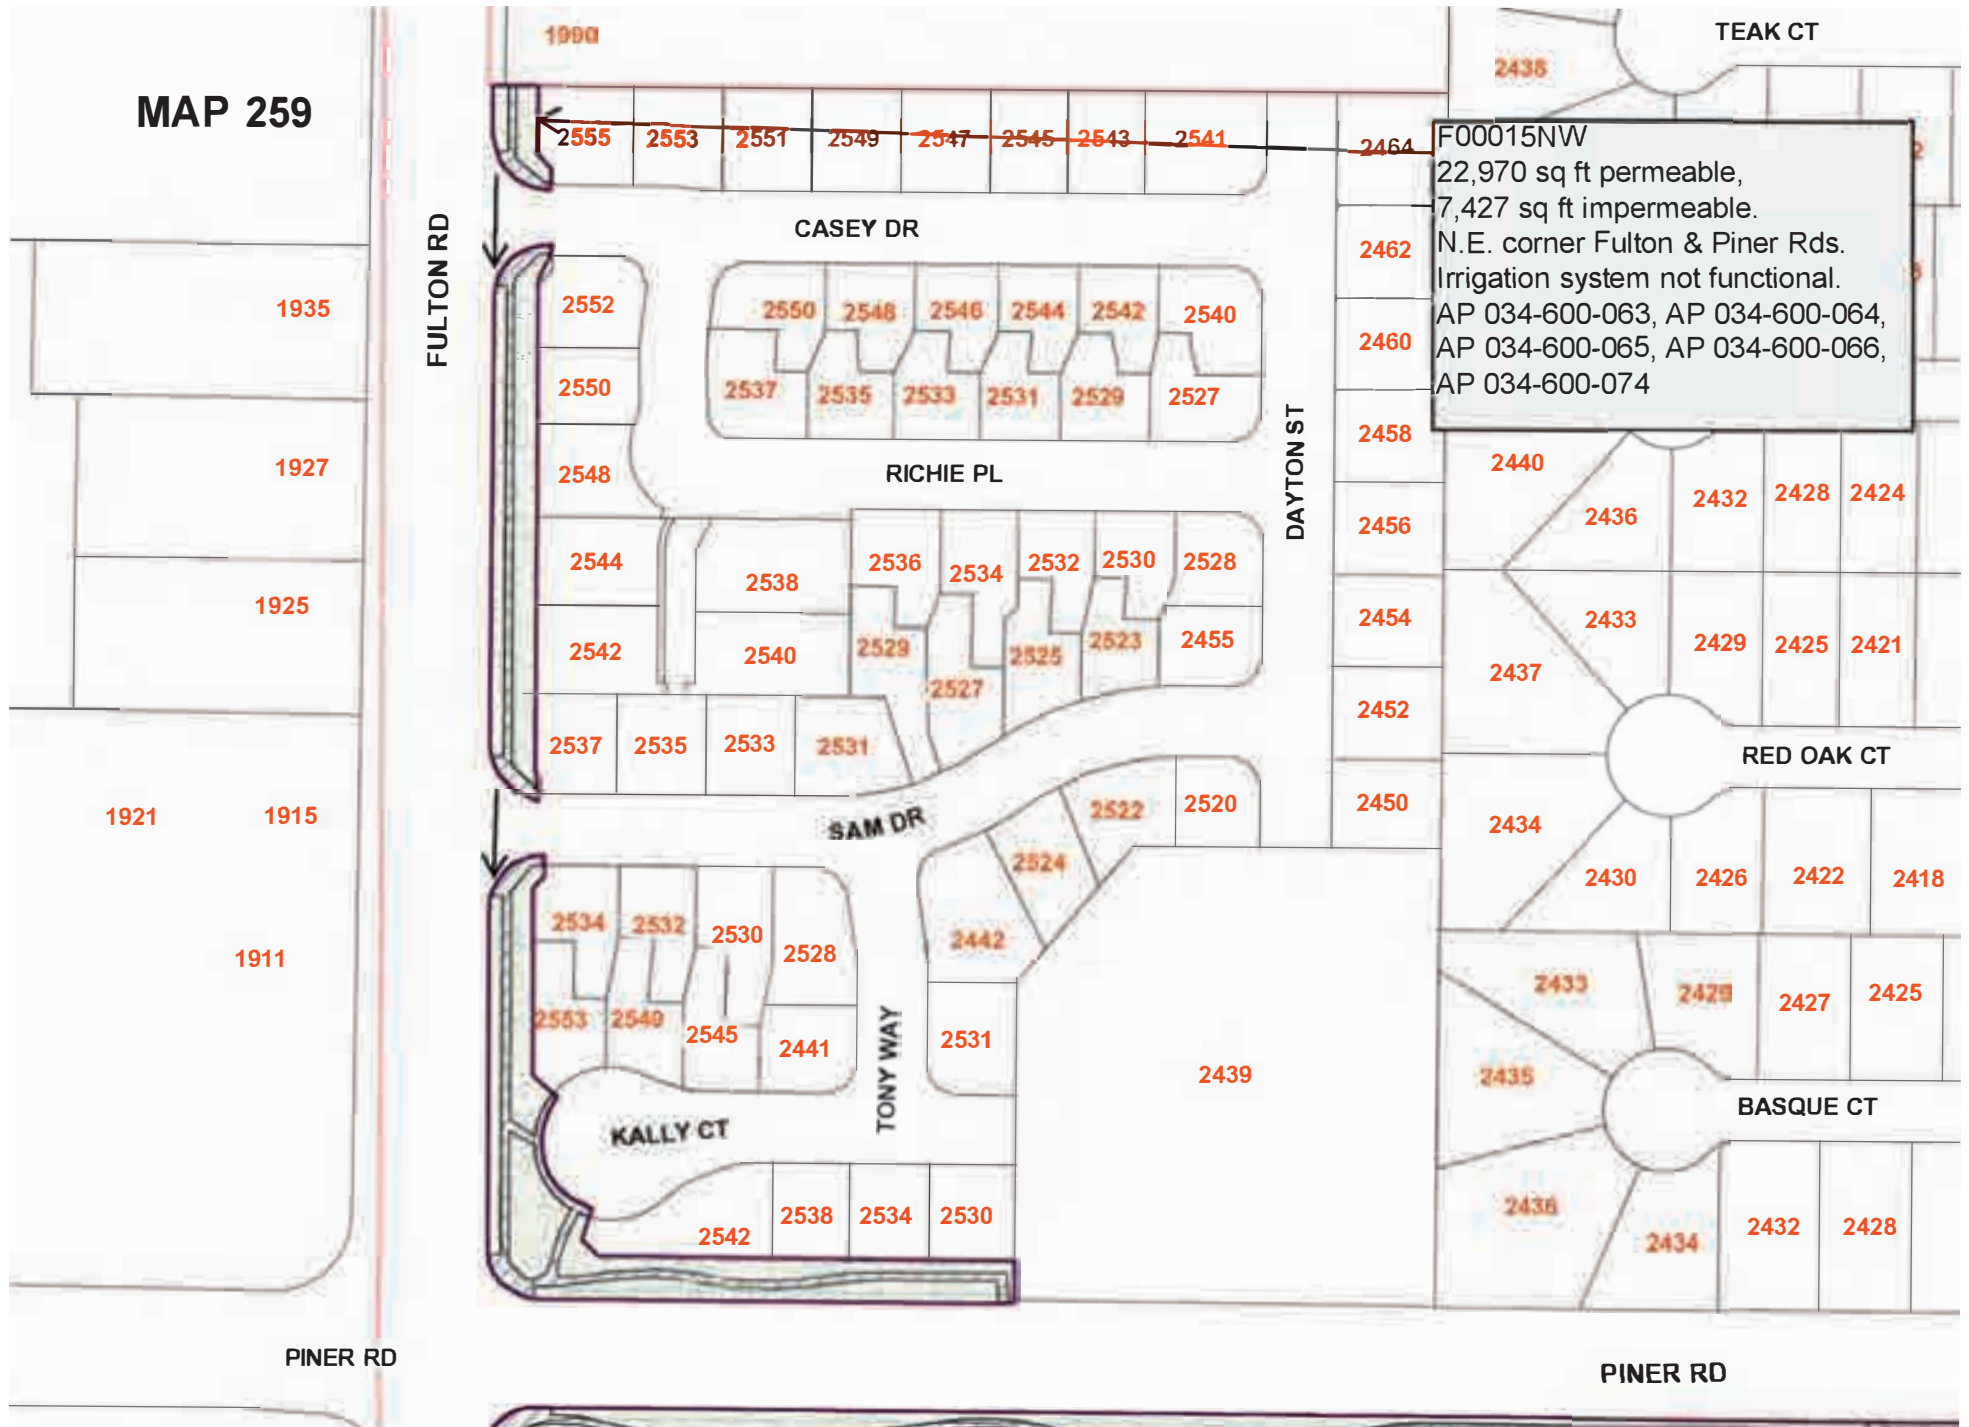 1990
TEAK CT
2438
MAP 259
2555 2553 2551 2549 2547 2545 2543 2541 2464
F00015NW
22,970 sq ft permeable,
7,427 sq ft impermeable.
N.E. corner Fulton & Piner Rds.
Irrigation system not functional.
AP 034-600-063, AP 034-600-064,
AP 034-600-065, AP 034-600-066,
AP 034-600-074
FULTON RD
CASEY DR
2462
1935
2552
2550 2548 2546 2544 2542 2540
2460
2550
2537 2535 2533 2531 2529 2527
DAYTON ST
2458
2440
1927
2548
RICHIE PL
2436 2432 2428 2424
2456
2544
2538
2536 2534 2532 2530 2528
1925
2454
2433 2429 2425 2421
2542
2540
2529 2527 2525 2523 2455
2437
2452
2537 2535 2533 2531
RED OAK CT
1921 1915
SAM DR
2522 2520
2450
2434
2524
2430 2426 2422 2418
2534 2532 2530 2528
2442
1911
2433 2429 2427 2425
2553 2549 2545 2441
TONY WAY
2531
2439
2435
BASQUE CT
KALLY CT
2542 2538 2534 2530
2436 2434 2432 2428
PINER RD
PINER RD